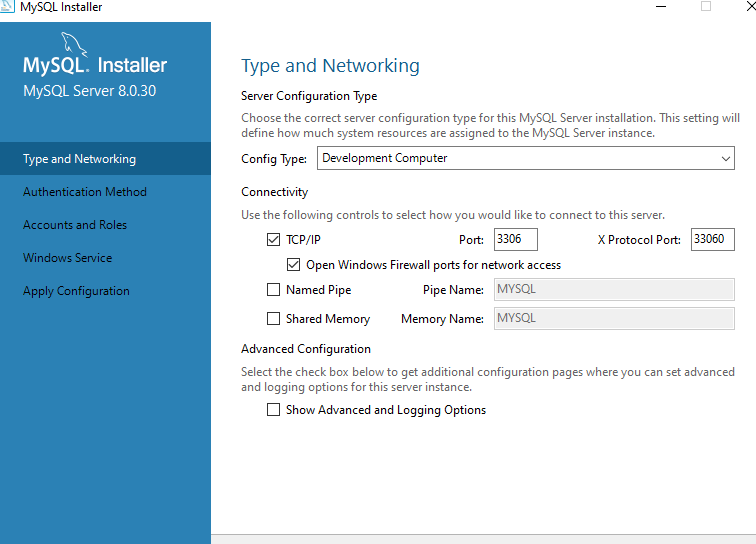 MySQL Installer
MySQL. Installer
MySQL Server 8.0.30
Type and Networking
Authentication Method
Accounts and Roles
Windows Service
Apply Configuration
Type and Networking
Server Configuration Type
Choose the correct server configuration type for this MySQL Server installation. This setting will
define how much system resources are assigned to the MySQL Server instance.
Config Type: Development Computer
Connectivity
Use the following controls to select how you would like to connect to this server.
TCP/IP Port: 3306 X Protocol Port: 33060
Open Windows Firewall ports for network access
Named Pipe Pipe Name: MYSQL
Shared Memory Memory Name: MYSQL
Advanced Configuration
Select the check box below to get additional configuration pages where you can set advanced
and logging options for this server instance.
Show Advanced and Logging Options